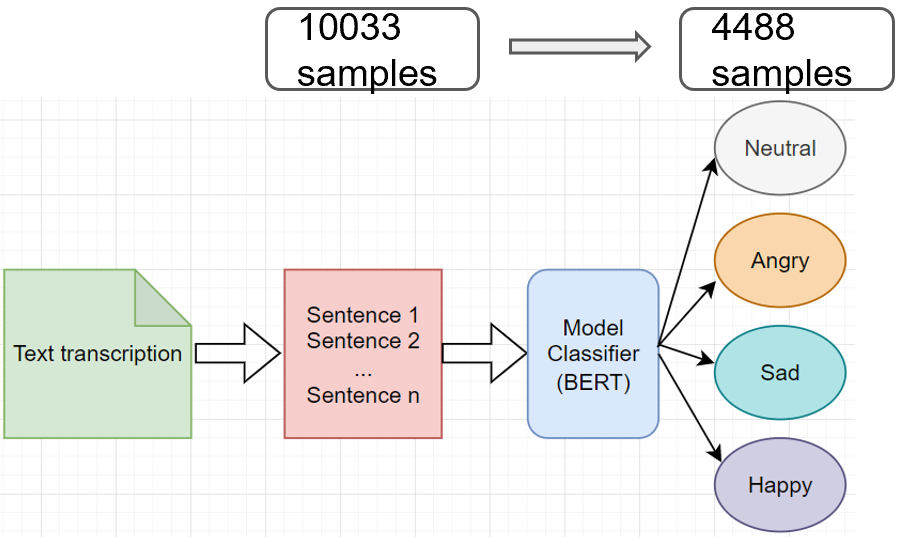 10033
samples
4488
samples
Neutral
Angry
Text transcription
Sentence 1
Sentence 2
...
Sentence n
Model
Classifier
(BERT)
Sad
Happy